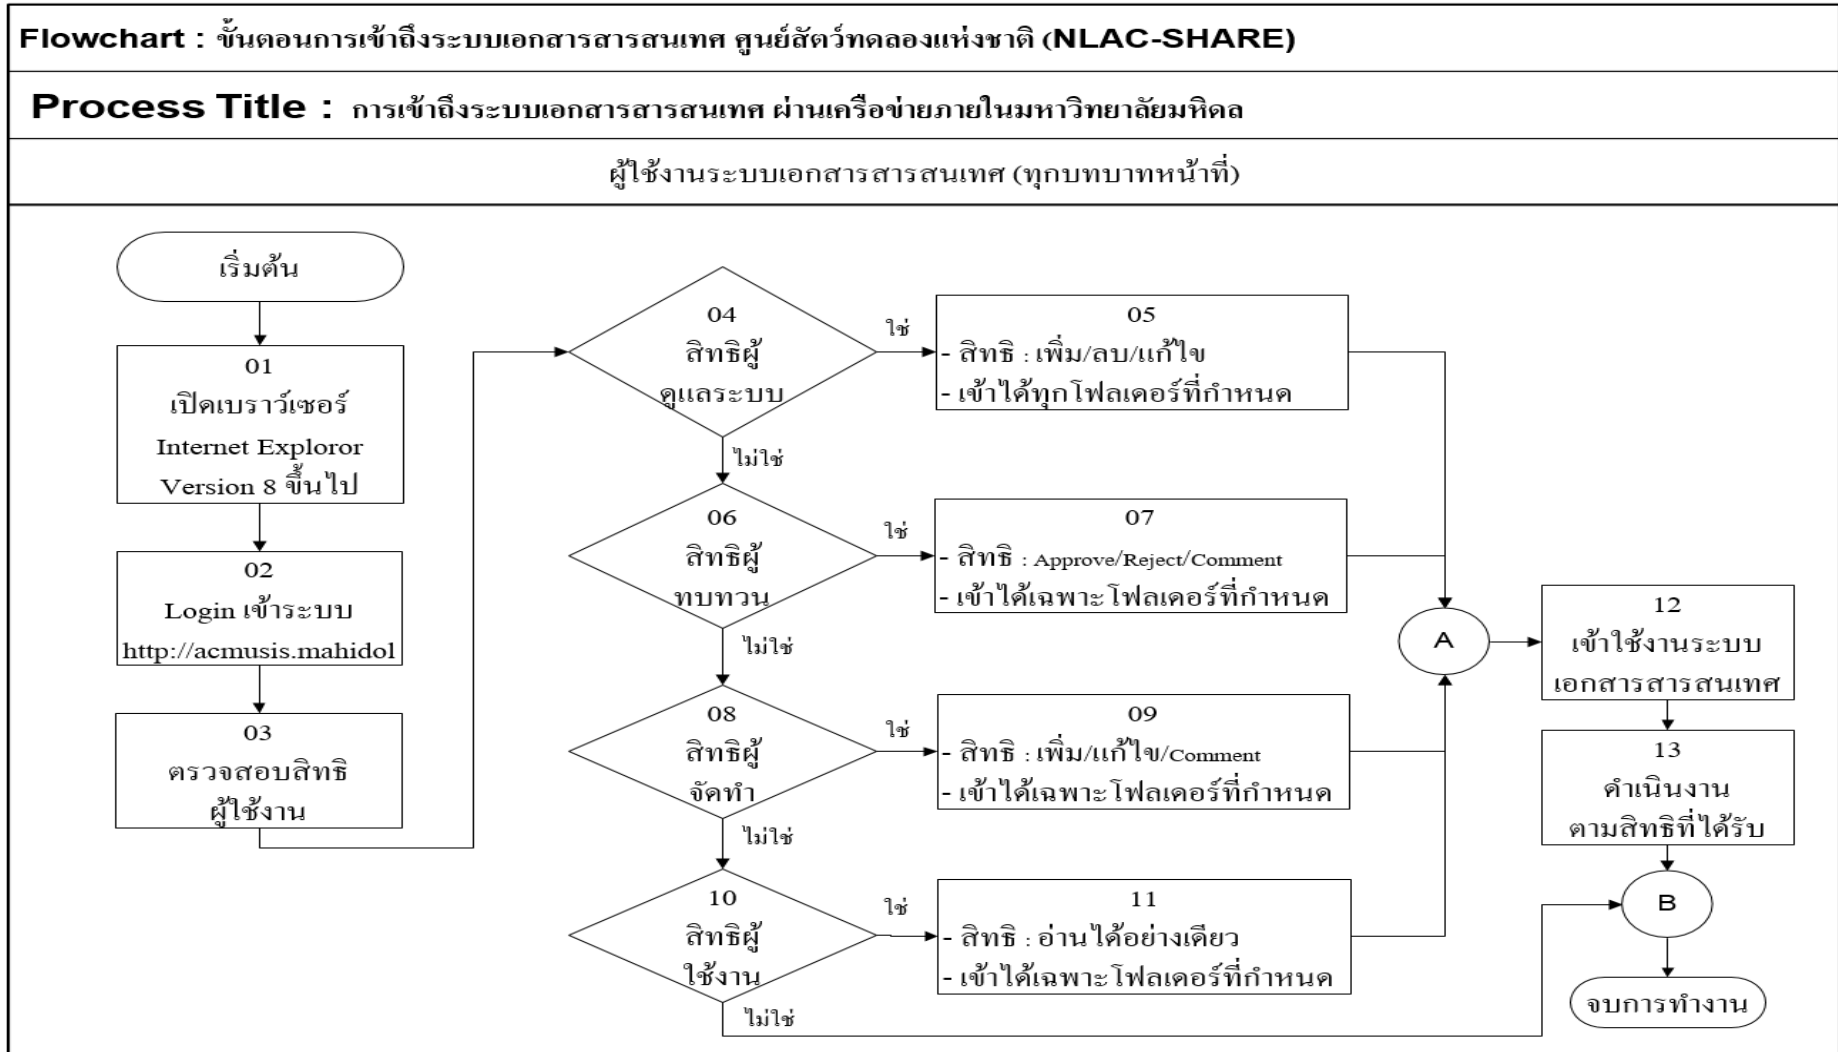 Flowchart : ขั้นตอนการเข้าถึงระบบเอกสารสารสนเทศ ศูนย์สัตว์ทดลองแห่งชาติ (NLAC-SHARE)
Process Title : การเข้าถึงระบบเอกสารสารสนเทศ ผ่านเครือข่ายภายในมหาวิทยาลัยมหิดล
ผู้ใช้งานระบบเอกสารสารสนเทศ (ทุกบทบาทหน้าที่)
เริ่มต้น
01
เปิดเบราว์เซอร์
Internet Exploror
Version 8 ขึ้นไป
02
Login เข้าระบบ
http://acmusis.mahidol
03
ตรวจสอบสิทธิ
ผู้ใช้งาน
04
สิทธิผู้
ดูแลระบบ
ใช่
05
- สิทธิ : เพิ่ม/ลบ/แก้ไข
- เข้าได้ทุกโฟลเดอร์ที่กำหนด
ไม่ใช่
06
สิทธิผู้
ทบทวน
ใช่
07
- สิทธิ : Approve/Reject/Comment
- เข้าได้เฉพาะโฟลเดอร์ที่กำหนด
ไม่ใช่
08
สิทธิผู้
จัดทำ
ใช่
09
- สิทธิ : เพิ่ม/แก้ไข/Comment
- เข้าได้เฉพาะโฟลเดอร์ที่กำหนด
ไม่ใช่
10
สิทธิผู้
ใช้งาน
ใช่
11
- สิทธิ : อ่านได้อย่างเดียว
- เข้าได้เฉพาะโฟลเดอร์ที่กำหนด
ไม่ใช่
A
12
เข้าใช้งานระบบ
เอกสารสารสนเทศ
13
ดำเนินงาน
ตามสิทธิที่ได้รับ
B
จบการทำงาน